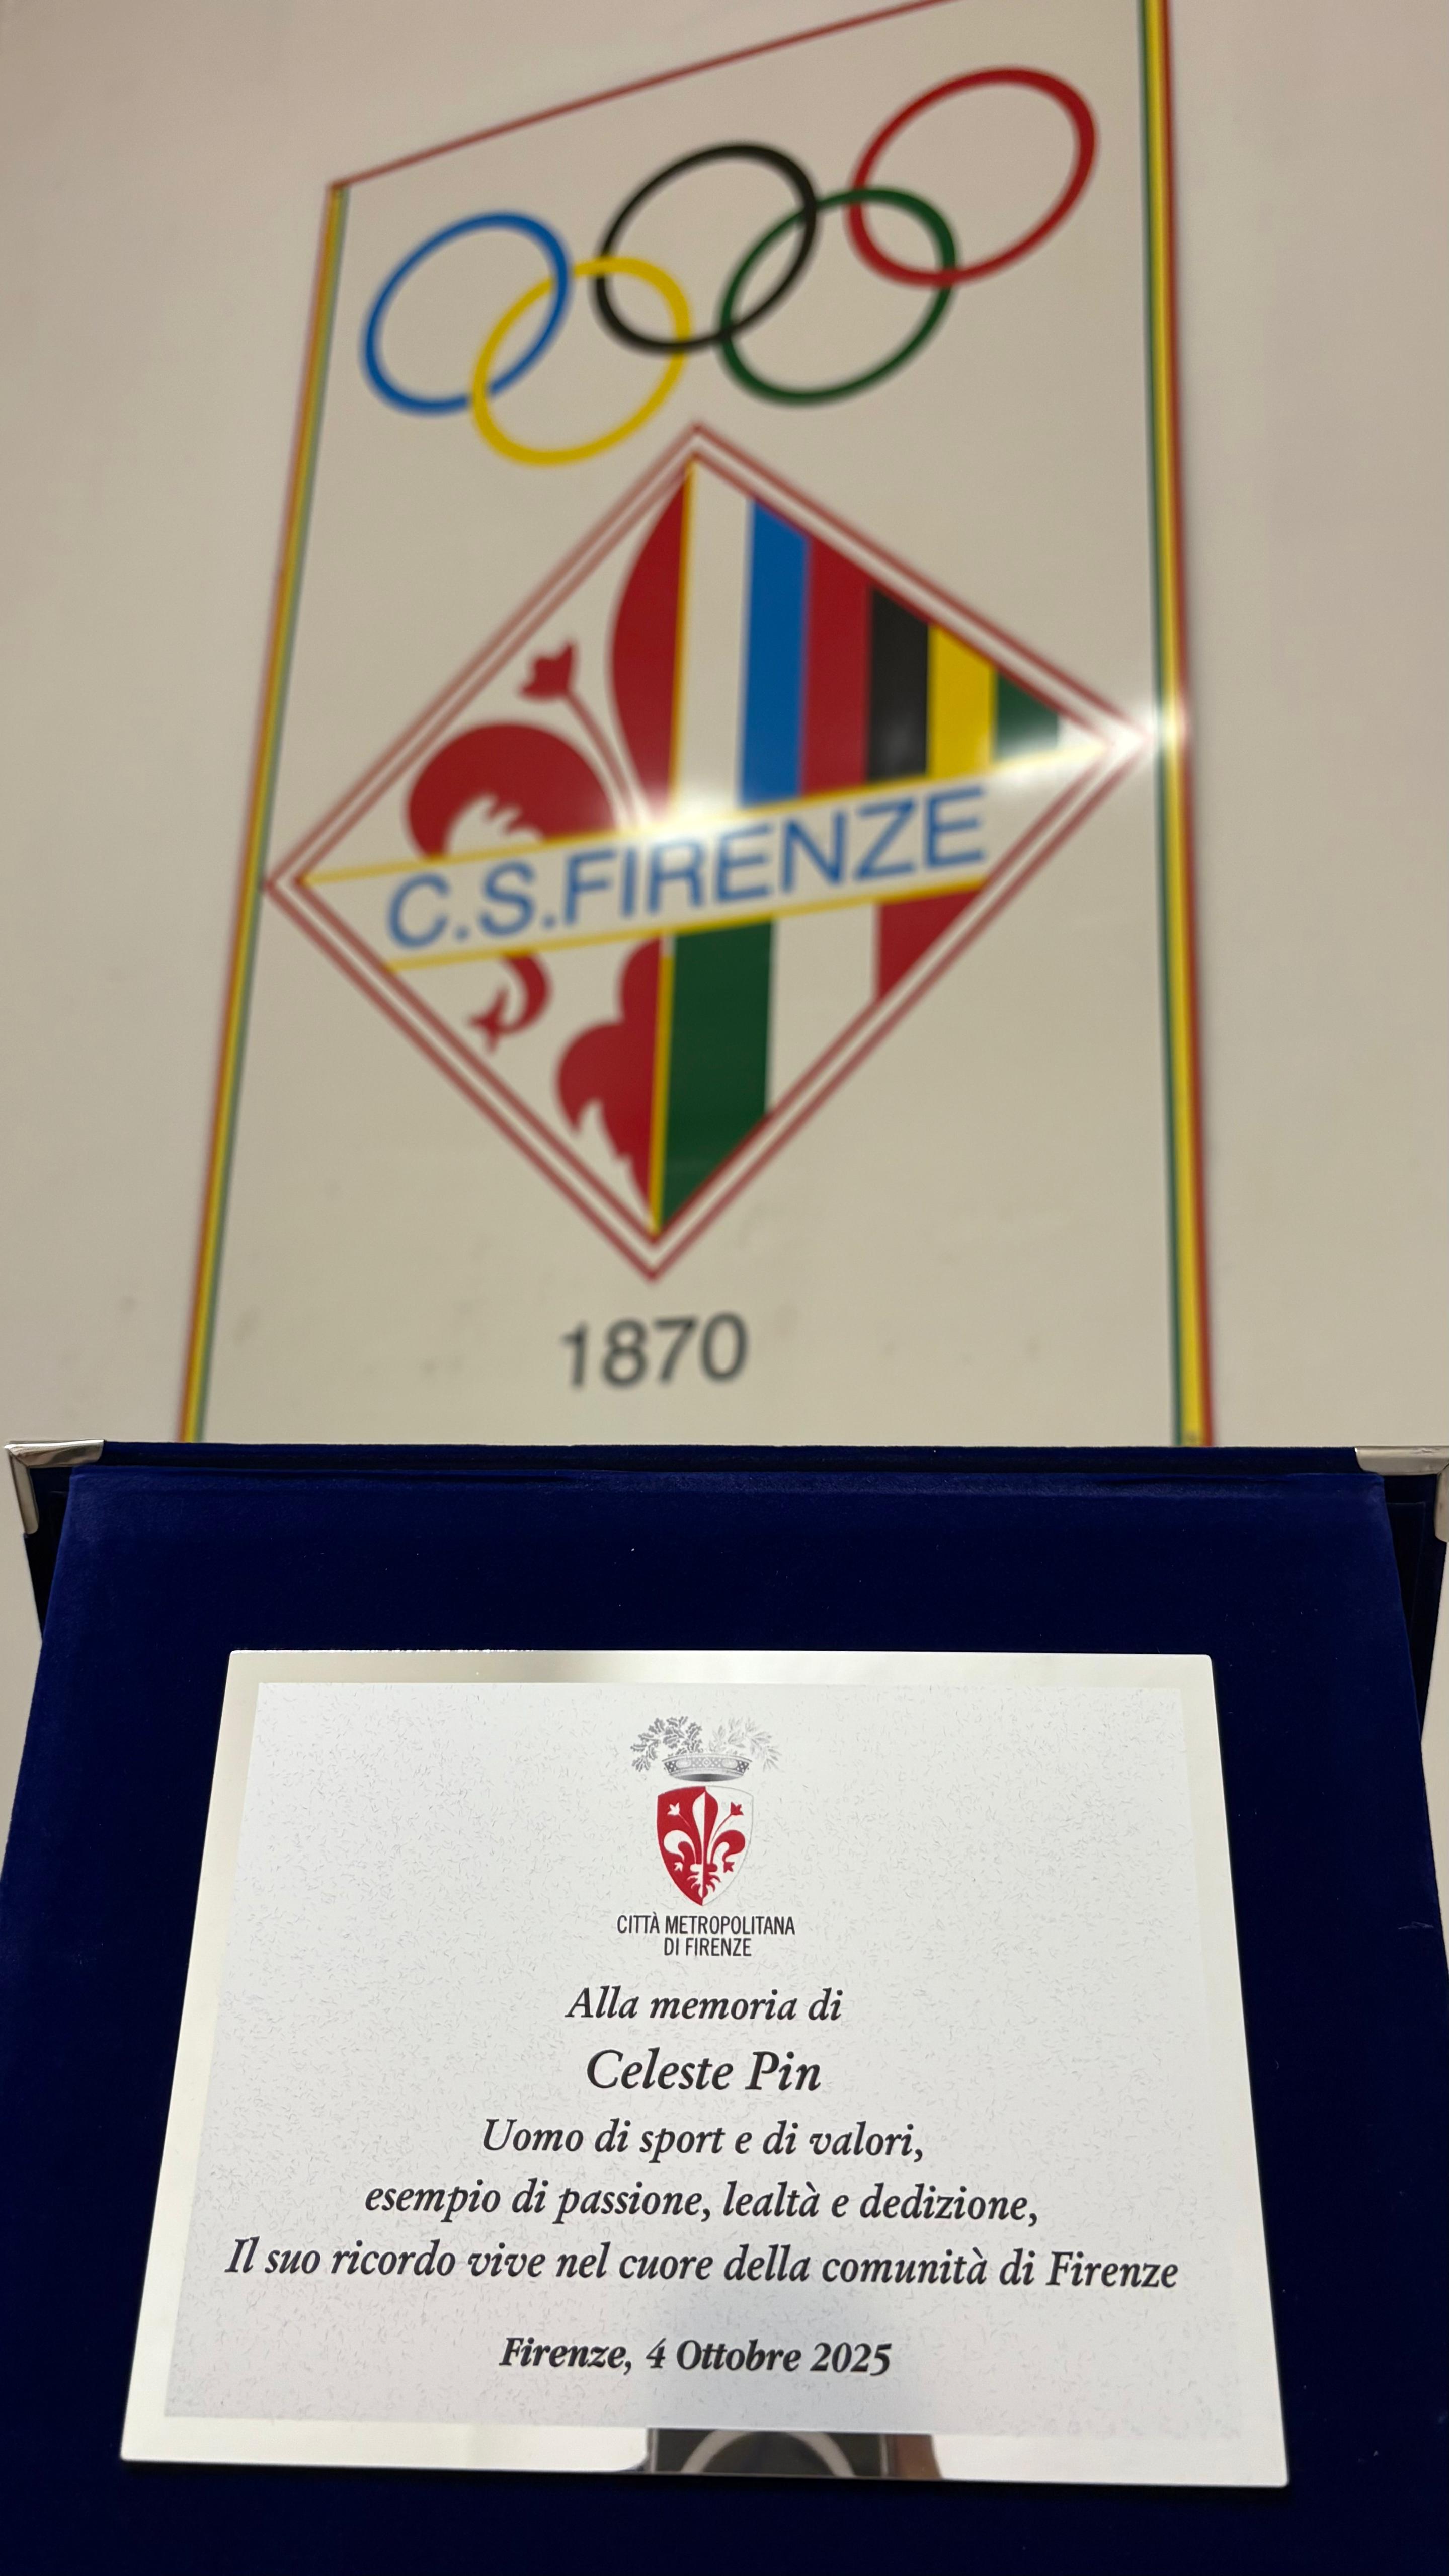 C.S.FIRENZE
1870
CITTÀ METROPOLITANA
DI FIRENZE
Alla memoria di
Celeste Pin
Uomo di sport e di valori,
esempio di passione, lealtà e dedizione,
Il suo ricordo vive nel cuore della comunità di Firenze
Firenze, 4 Ottobre 2025